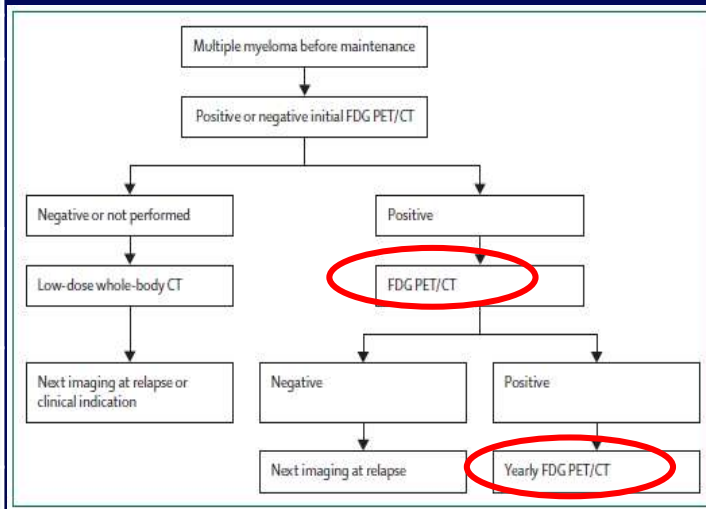 Multiple myeloma before maintenance
Positive or negative initial FDG PET/CT
Negative or not performed
Positive
Low-dose whole-body CT
FDG PET/CT
Next imaging at relapse or
clinical indication
Negative
Positive
Next imaging at relapse
Yearly FDG PET/CT